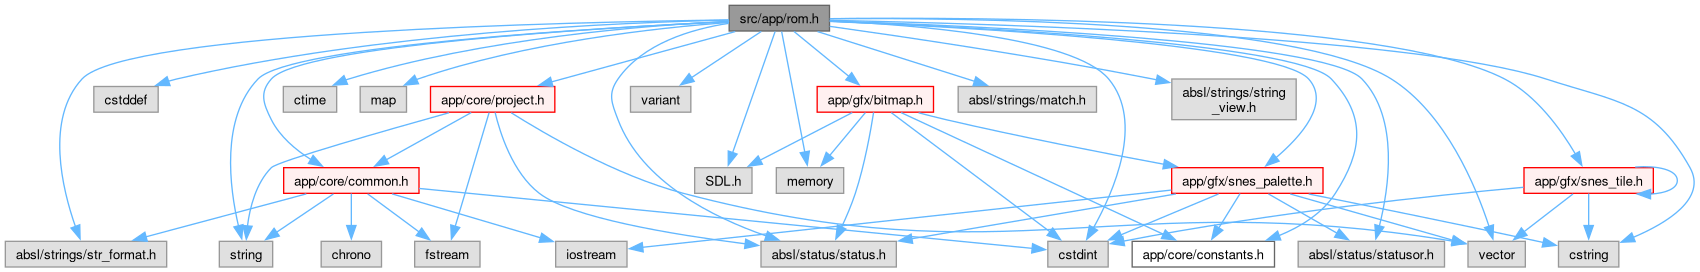 src/app/rom.h
cstddef
ctime
map
app/core/project.h
variant
app/gfx/bitmap.h
absl/strings/match.h
absl/strings/string
_view.h
app/core/common.h
SDL.h
memory
app/gfx/snes_palette.h
app/gfx/snes_tile.h
absl/strings/str_format.h
string
chrono
fstream
iostream
absl/status/status.h
cstdint
app/core/constants.h
absl/status/statusor.h
vector
cstring